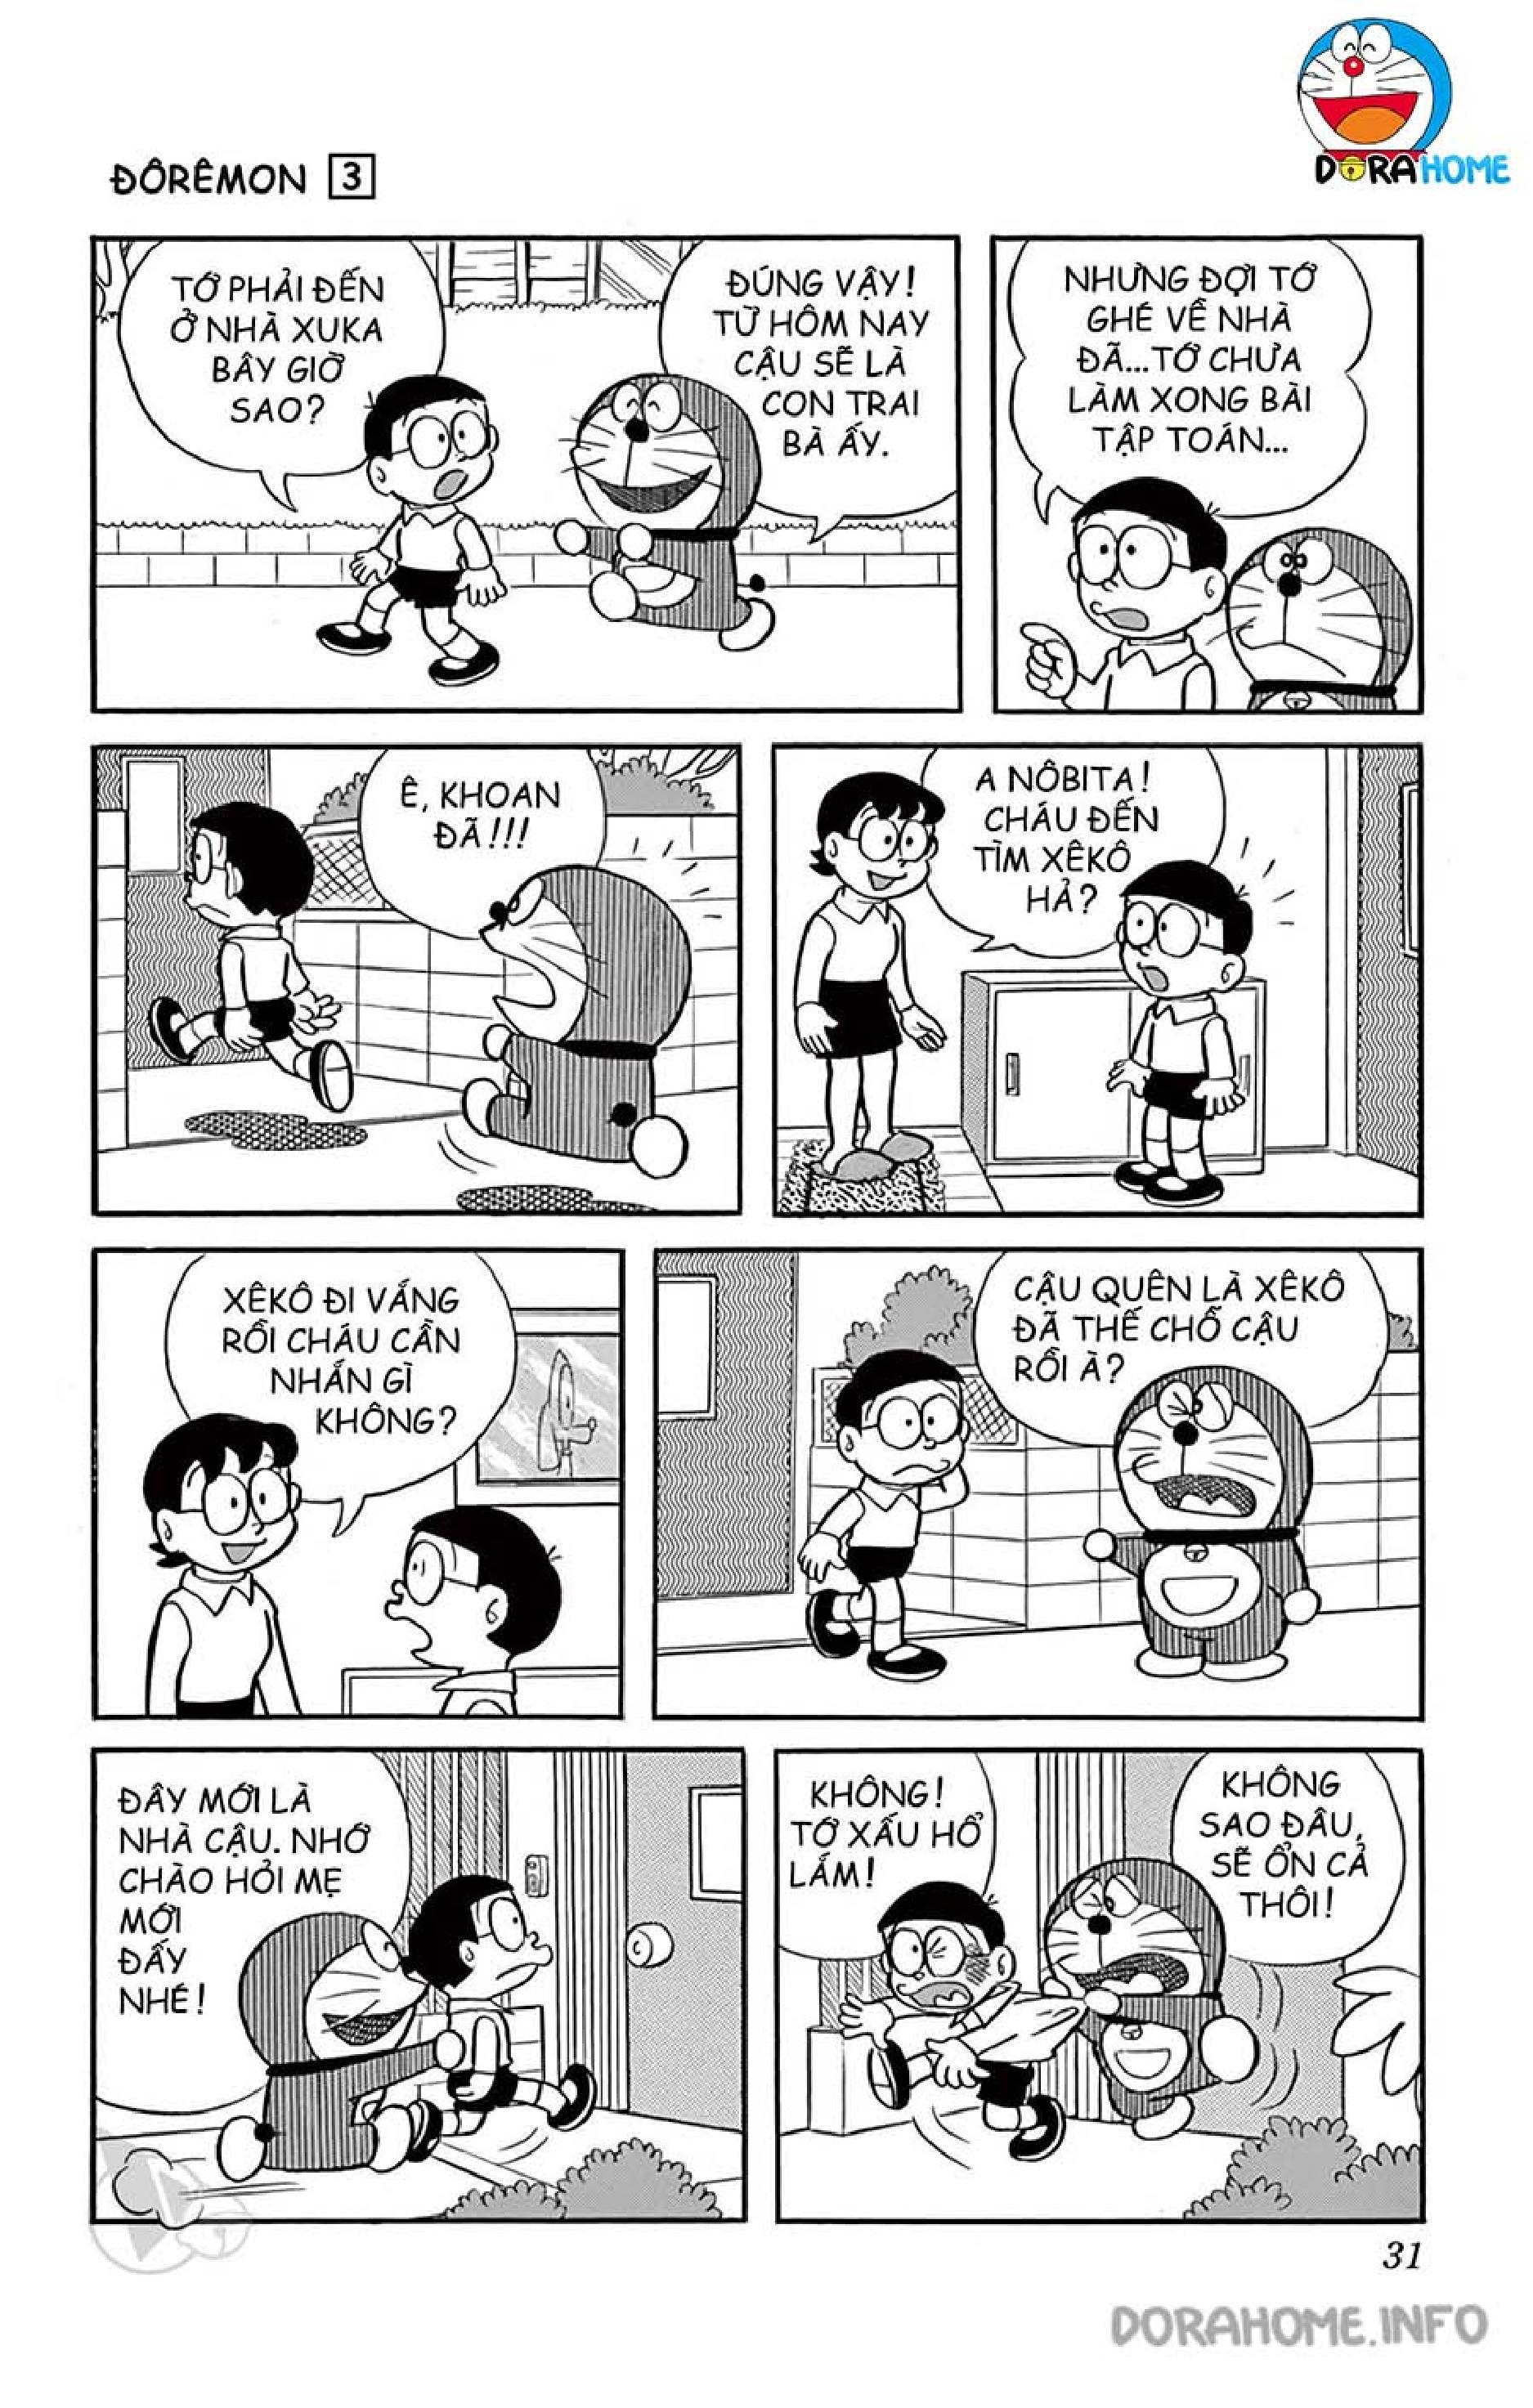 DORAHOME
ĐÔRÊMON 3
TỚ PHẢI ĐẾN
Ở NHÀ XUKA
BÂY GIỜ
SAO?
ĐÚNG VẬY!
TỪ HÔM NAY
CẬU SẼ LÀ
CON TRAI
BÀ ẤY.
NHƯNG ĐỢI TỚ
GHÉ VỀ NHÀ
ĐÃ...TỚ CHƯA
LÀM XONG BÀI
TẬP TOÁN...
Ê, KHOAN
ĐÃ!!!
A NÔBITA!
CHÁU ĐẾN
TÌM XÊKÔ
HẢ?
XÊKÔ ĐI VẮNG
RỒI CHÁU CẦN
NHẮN GÌ
KHÔNG?
CẬU QUÊN LÀ XÊKÔ
ĐÃ THẾ CHỖ CẬU
RỒI À?
ĐÂY MỚI LÀ
NHÀ CẬU. NHỚ
CHÀO HỎI MẸ
MỚI
ĐẤY
NHÉ!
KHÔNG!
TỚ XẤU HỔ
LẮM!
KHÔNG
SAO ĐÂU,
SẼ ỔN CẢ
THÔI!
31
DORAHOME.INFO